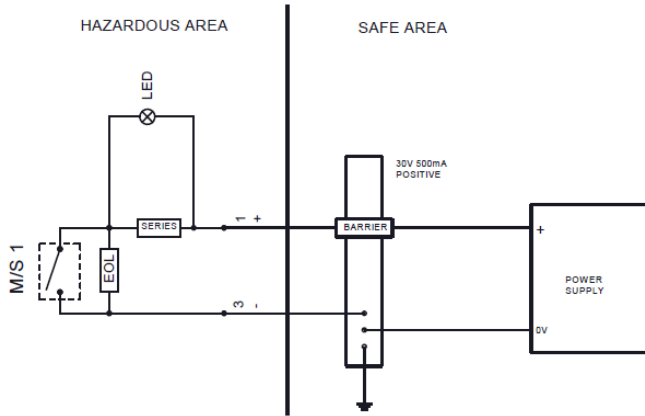 HAZARDOUS AREA
SAFE AREA
LED
30V 500mA
POSITIVE
M/S 1
SERIES
EOL
1 +
BARRIER
+
POWER
SUPPLY
3 -
0V